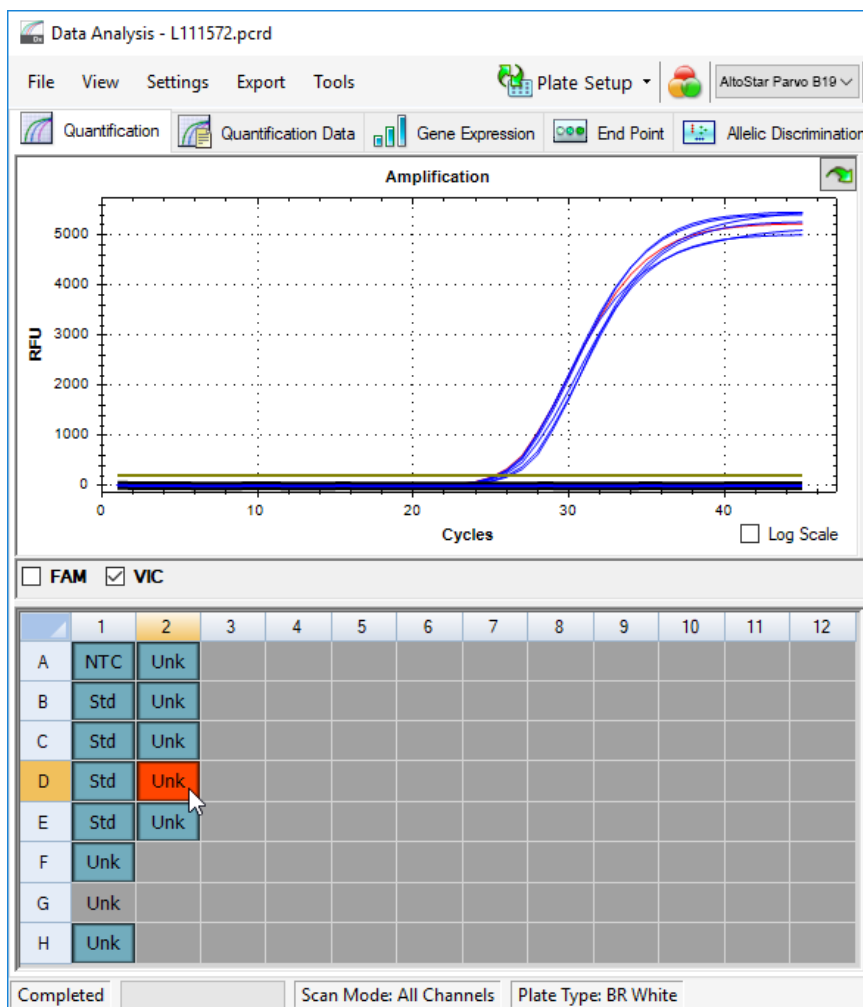 Data Analysis - L111572.pcrd
File View Settings Export Tools Plate Setup AltoStar Parvo B19
Quantification Quantification Data Gene Expression End Point Allelic Discrimination
Amplification
5000
4000
3000
2000
1000
0
RFU
0 10 20 30 40
Cycles
Log Scale
FAM VIC
1 2 3 4 5 6 7 8 9 10 11 12
A NTC Unk
B Std Unk
C Std Unk
D Std Unk
E Std Unk
F Unk
G Unk
H Unk
Completed Scan Mode: All Channels Plate Type: BR White